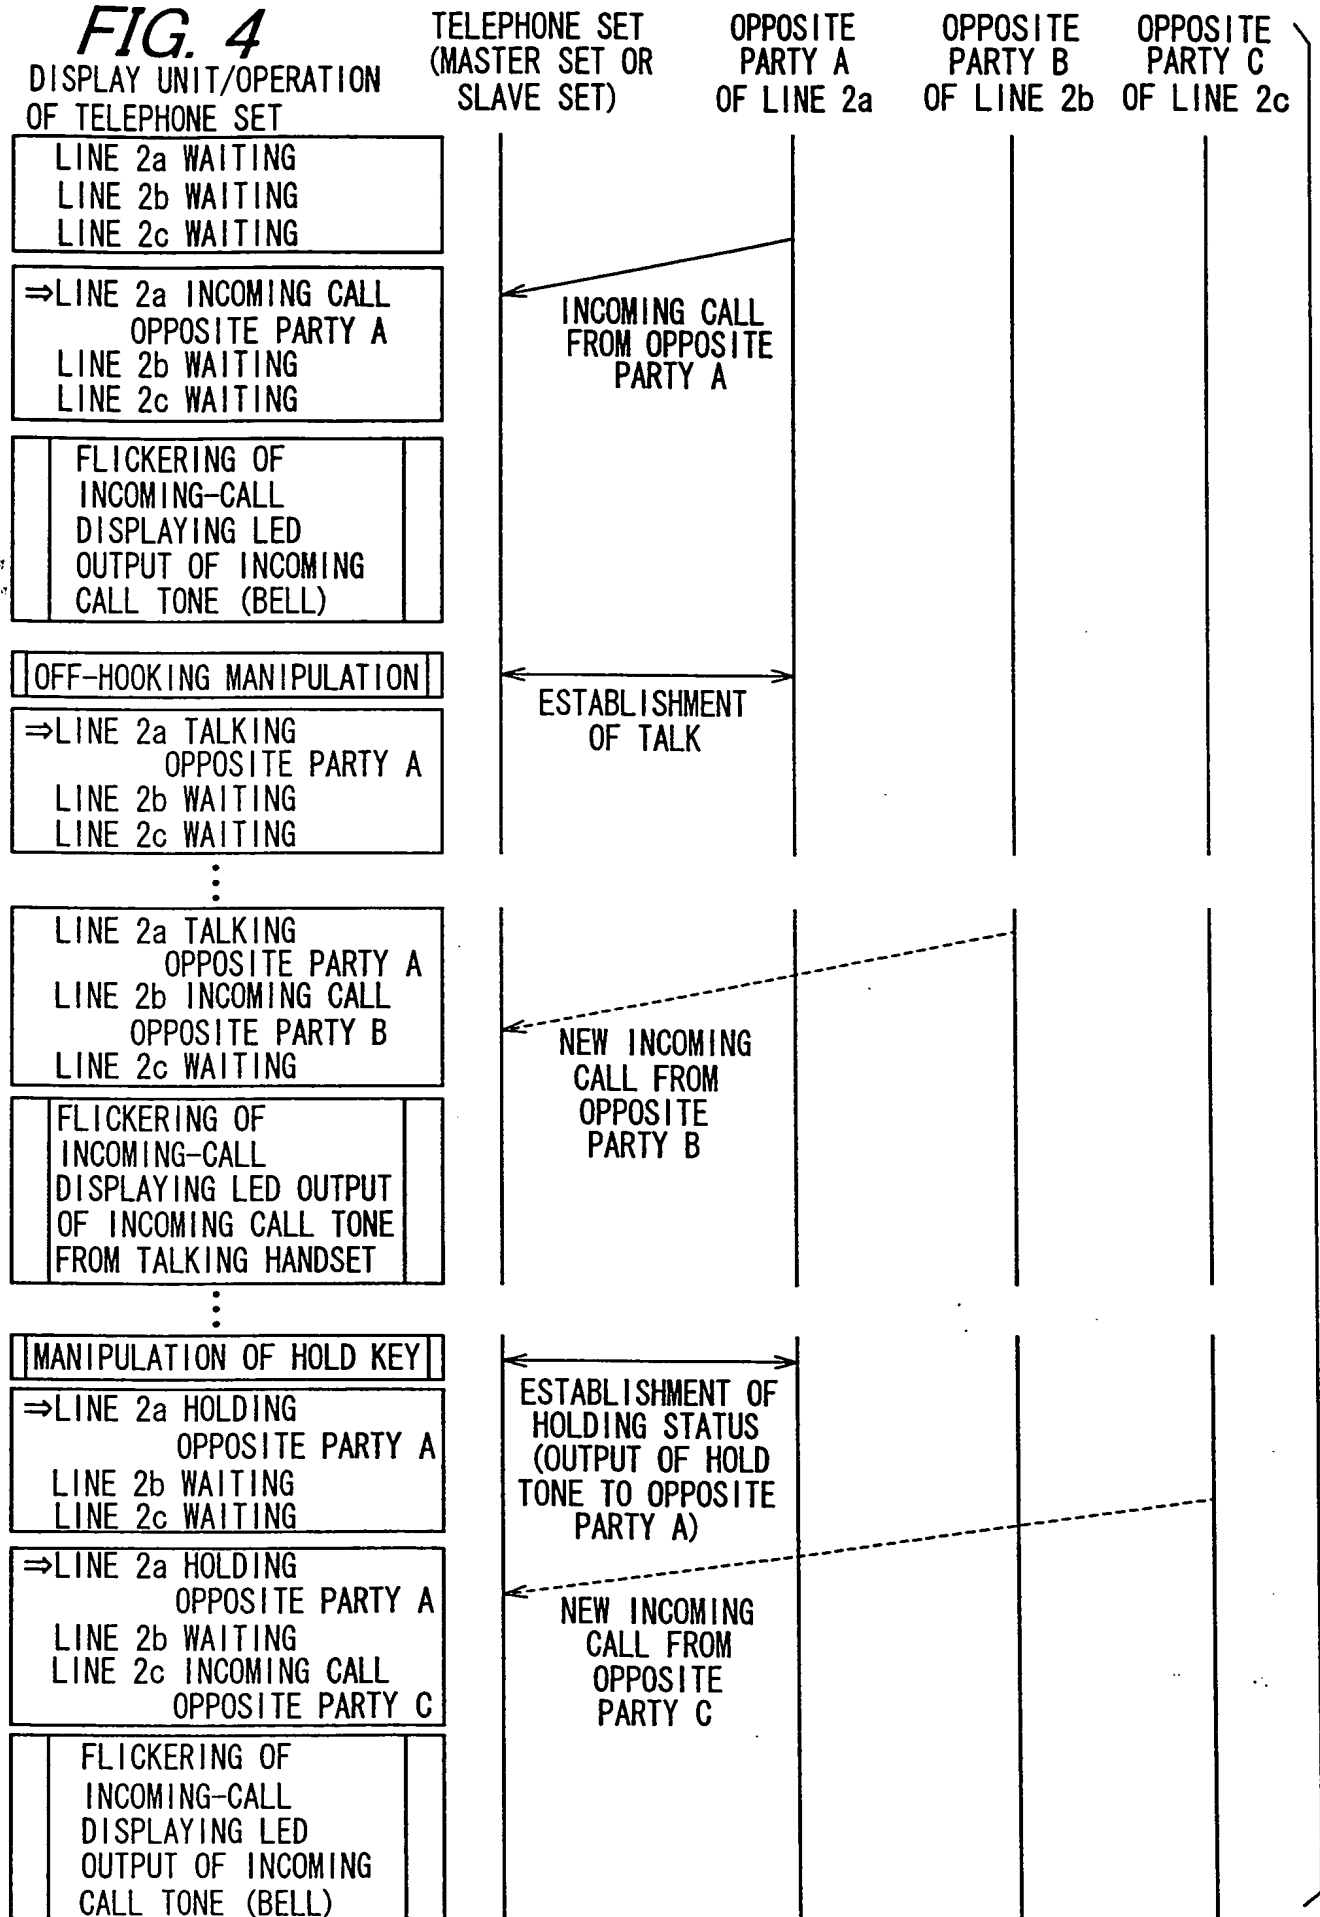 FIG. 4
DISPLAY UNIT/OPERATION
OF TELEPHONE SET
TELEPHONE SET
(MASTER SET OR
SLAVE SET)
OPPOSITE
PARTY A
OF LINE 2a
OPPOSITE
PARTY B
OF LINE 2b
OPPOSITE
PARTY C
OF LINE 2c
LINE 2a WAITING
LINE 2b WAITING
LINE 2c WAITING
⇒LINE 2a INCOMING CALL
OPPOSITE PARTY A
LINE 2b WAITING
LINE 2c WAITING
INCOMING CALL
FROM OPPOSITE
PARTY A
FLICKERING OF
INCOMING-CALL
DISPLAYING LED
OUTPUT OF INCOMING
CALL TONE (BELL)
OFF-HOOKING MANIPULATION
ESTABLISHMENT
OF TALK
⇒LINE 2a TALKING
OPPOSITE PARTY A
LINE 2b WAITING
LINE 2c WAITING
LINE 2a TALKING
OPPOSITE PARTY A
LINE 2b INCOMING CALL
OPPOSITE PARTY B
LINE 2c WAITING
NEW INCOMING
CALL FROM
OPPOSITE
PARTY B
FLICKERING OF
INCOMING-CALL
DISPLAYING LED OUTPUT
OF INCOMING CALL TONE
FROM TALKING HANDSET
MANIPULATION OF HOLD KEY
ESTABLISHMENT OF
HOLDING STATUS
(OUTPUT OF HOLD
TONE TO OPPOSITE
PARTY A)
⇒LINE 2a HOLDING
OPPOSITE PARTY A
LINE 2b WAITING
LINE 2c WAITING
⇒LINE 2a HOLDING
OPPOSITE PARTY A
LINE 2b WAITING
LINE 2c INCOMING CALL
OPPOSITE PARTY C
NEW INCOMING
CALL FROM
OPPOSITE
PARTY C
FLICKERING OF
INCOMING-CALL
DISPLAYING LED
OUTPUT OF INCOMING
CALL TONE (BELL)